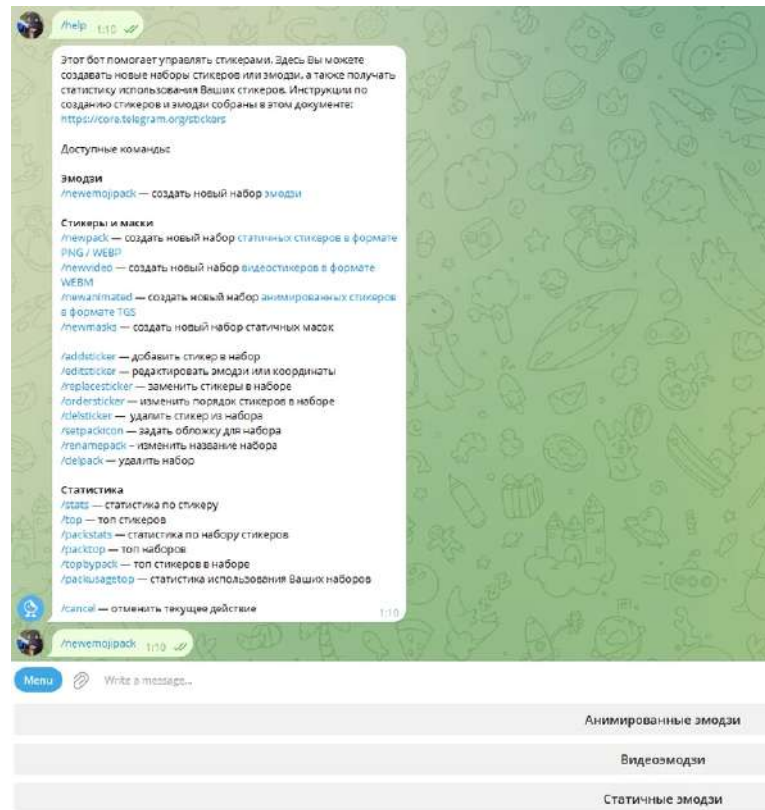 /help 1:10
Этот бот помогает управлять стикерами. Здесь Вы можете
создавать новые наборы стикеров или эмодзи, а также получать
статистику использования Ваших стикеров. Инструкции по
созданию стикеров и эмодзи собраны в этом документе:
https://core.telegram.org/stickers
Доступные команды:
Эмодзи
/newemojipack — создать новый набор эмодзи
Стикеры и маски
/newpack — создать новый набор статичных стикеров в формате
PNG / WEBP
/newvideo — создать новый набор видеостикеров в формате
WEBM
/newanimated — создать новый набор анимированных стикеров
в формате TGS
/newmasks — создать новый набор статичных масок
/addsticker — добавить стикер в набор
/editsticker — редактировать эмодзи или координаты
/replacesticker — заменить стикеры в наборе
/ordersticker — изменить порядок стикеров в наборе
/delsticker — удалить стикер из набора
/setpackicon — задать обложку для набора
/renamepack – изменить название набора
/delpack — удалить набор
Статистика
/stats — статистика по стикеру
/top — топ стикеров
/packstats — статистика по набору стикеров
/packtop — топ наборов
/topbypack — топ стикеров в наборе
/packusagetop — статистика использования Ваших наборов
/cancel — отменить текущее действие 1:10
/newemojipack 1:10
Menu Write a message...
Анимированные эмодзи
Видеоэмодзи
Статичные эмодзи